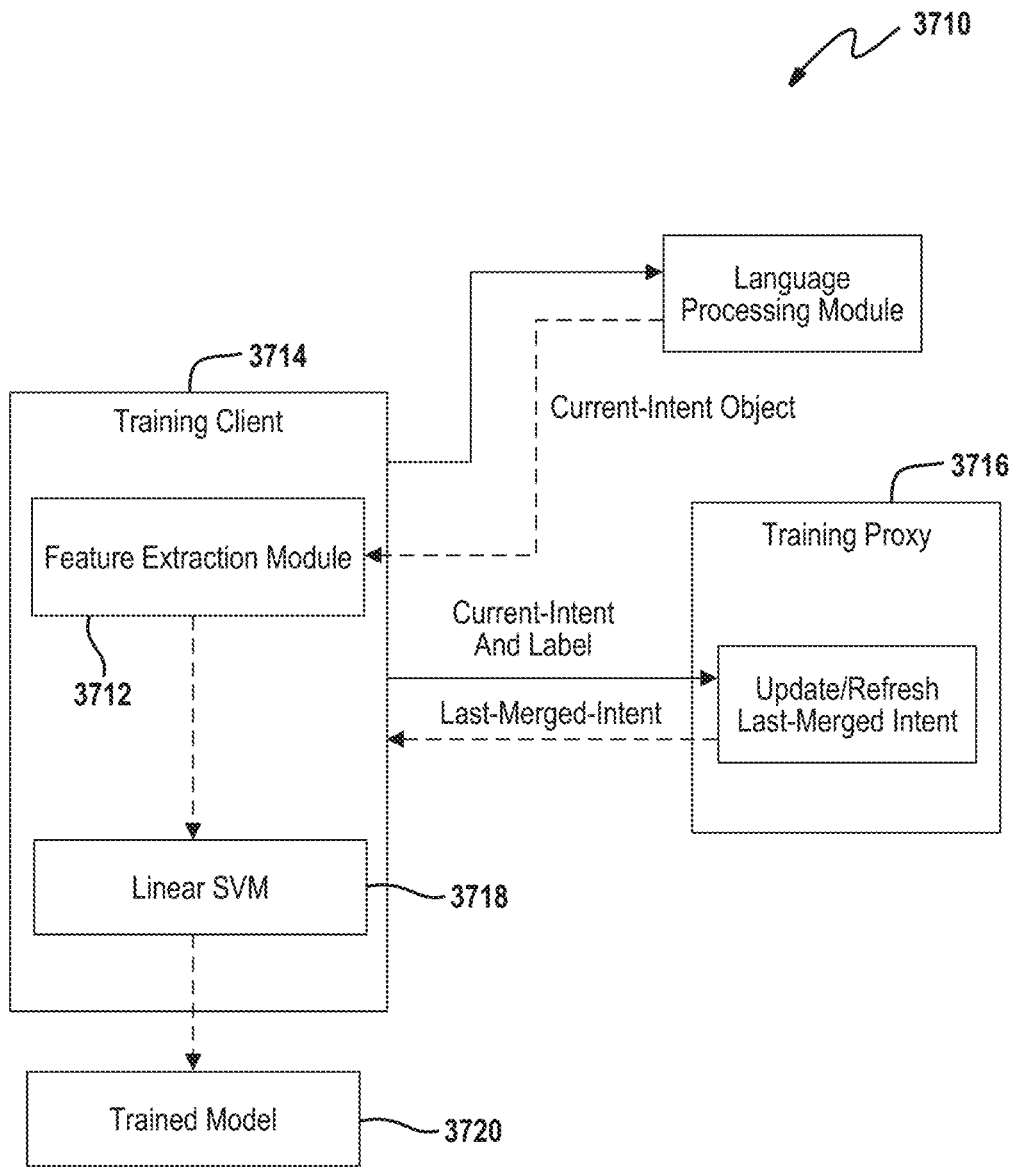 3710
Language
Processing Module
3714
Training Client
Current-Intent Object
3716
Training Proxy
Feature Extraction Module
Current-Intent
And Label
3712
Update/Refresh
Last-Merged Intent
Last-Merged-Intent
Linear SVM
3718
Trained Model
3720